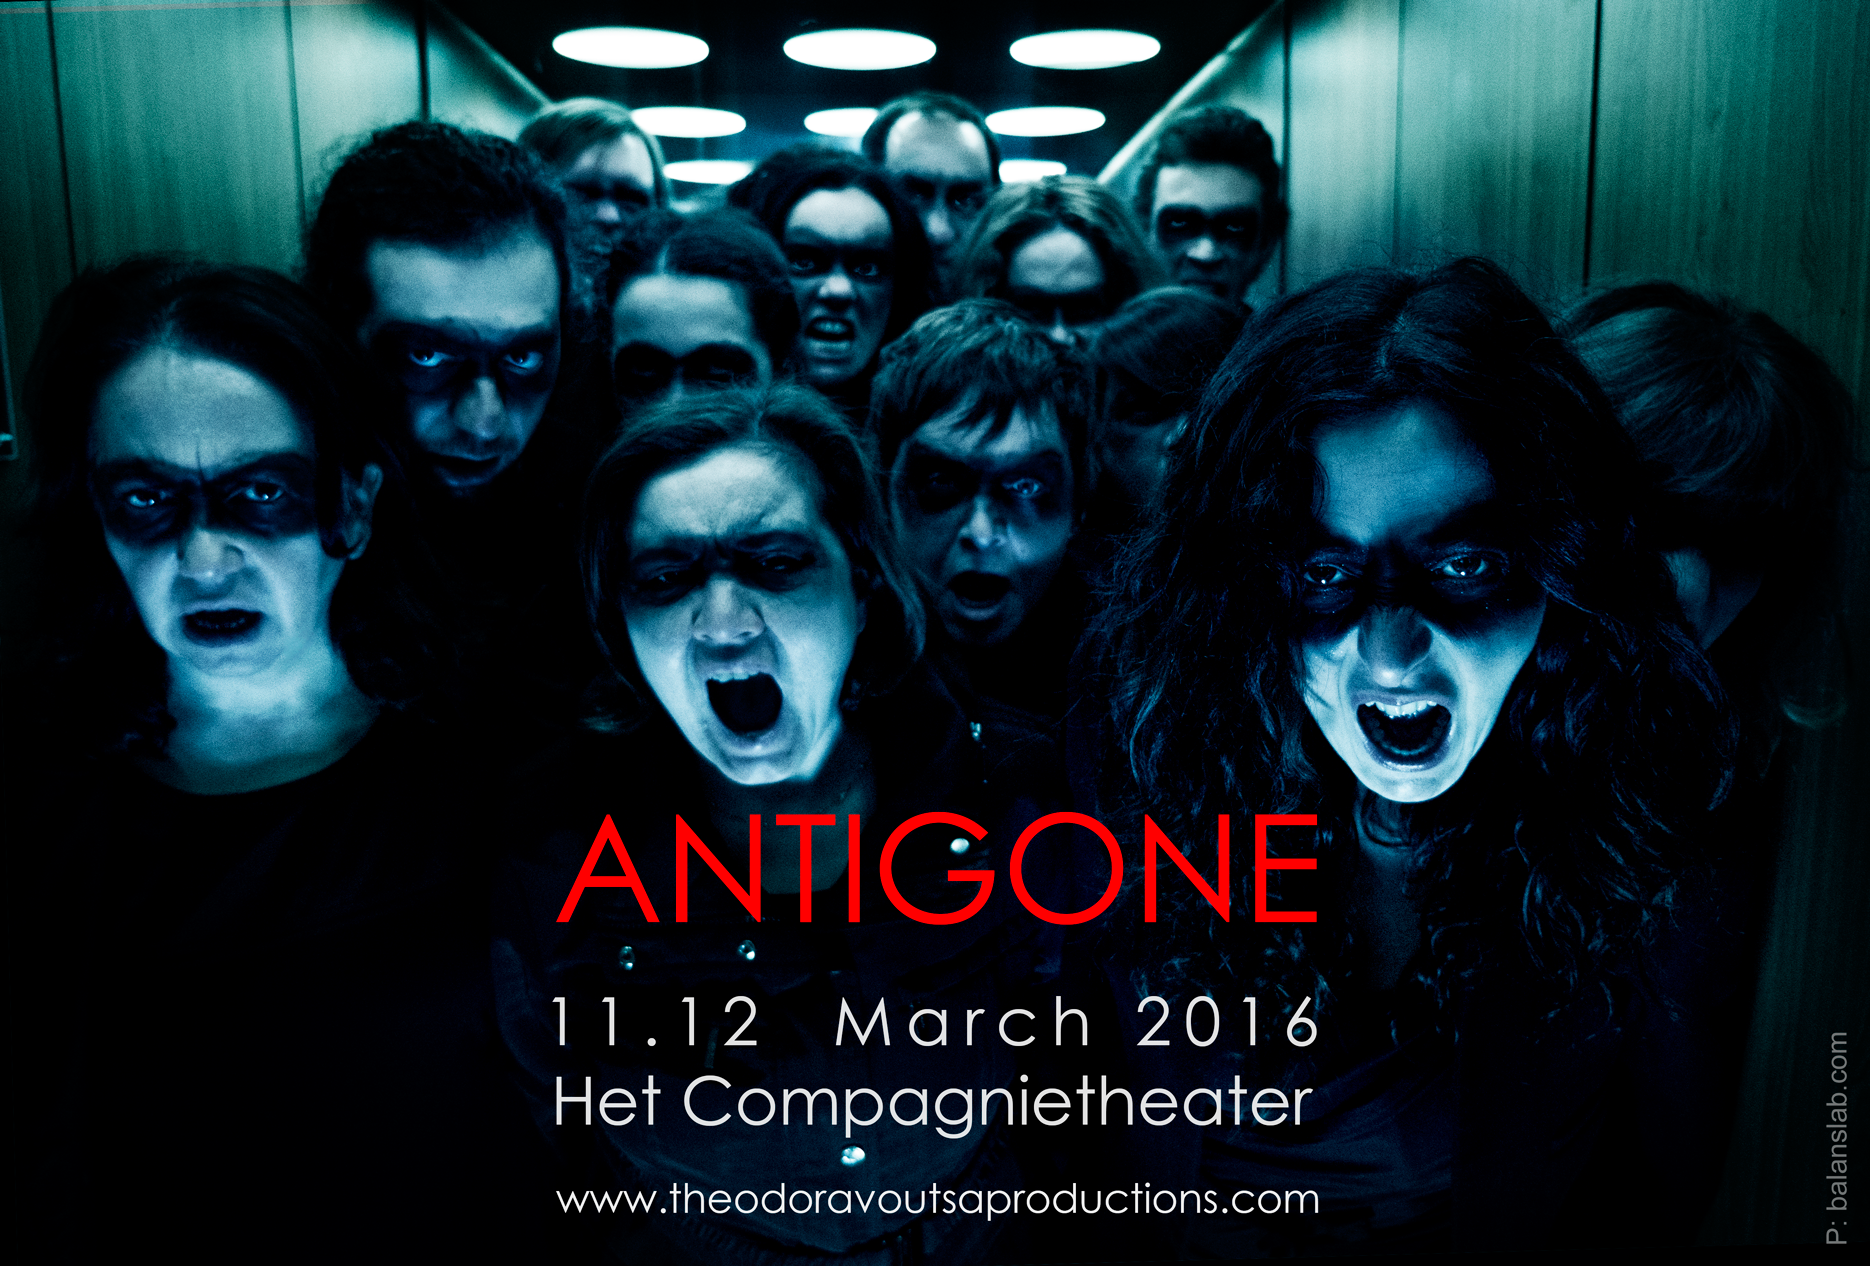 ANTIGONE
11.12 March 2016
Het Compagnietheater
www.theodoravoutsaproductions.com
P: balanslab.com